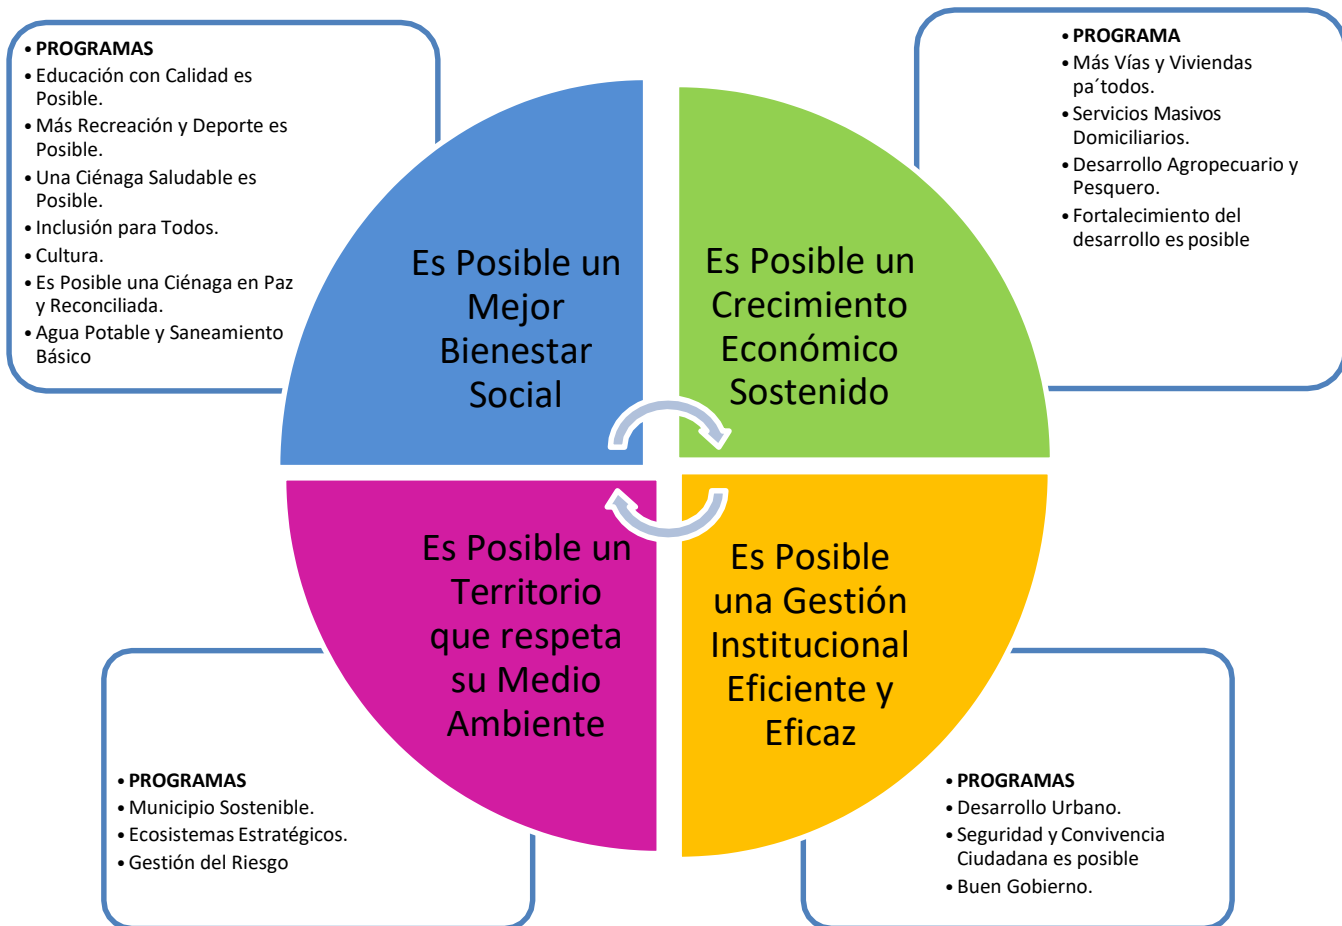 • PROGRAMAS
• Educación con Calidad es
Posible.
• Más Recreación y Deporte es
Posible.
• Una Ciénaga Saludable es
Posible.
• Inclusión para Todos.
• Cultura.
• Es Posible una Ciénaga en Paz
y Reconciliada.
• Agua Potable y Saneamiento
Básico
• PROGRAMA
• Más Vías y Viviendas
pa´todos.
• Servicios Masivos
Domiciliarios.
• Desarrollo Agropecuario y
Pesquero.
• Fortalecimiento del
desarrollo es posible
Es Posible un
Mejor
Bienestar
Social
Es Posible un
Crecimiento
Económico
Sostenido
Es Posible un
Territorio
que respeta
su Medio
Ambiente
Es Posible
una Gestión
Institucional
Eficiente y
Eficaz
• PROGRAMAS
• Municipio Sostenible.
• Ecosistemas Estratégicos.
• Gestión del Riesgo
• PROGRAMAS
• Desarrollo Urbano.
• Seguridad y Convivencia
Ciudadana es posible
• Buen Gobierno.